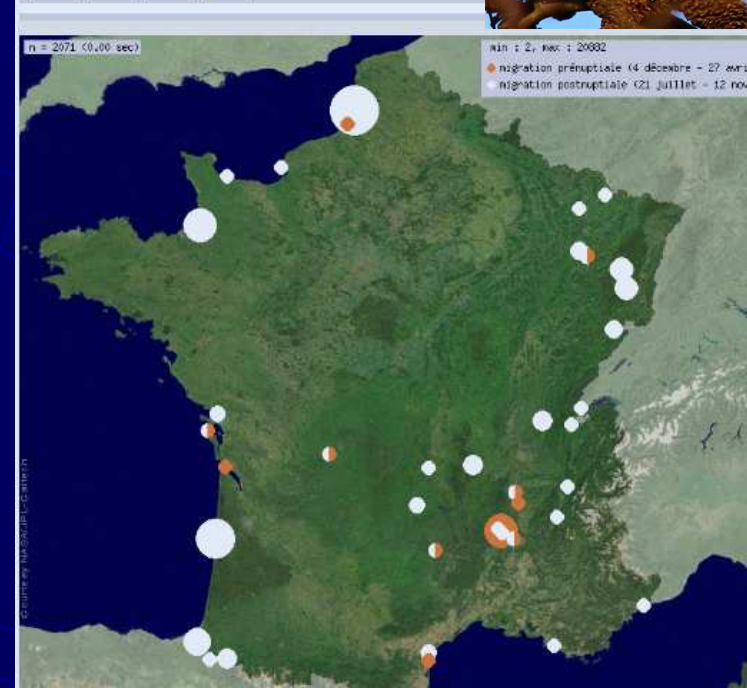 n = 2071 (0.00 sec)
min : 2, max : 20882
migration prénuptiale (4 décembre - 27 avri
migration postnuptiale (21 juillet - 12 nov
Courtesy NASA/JPL-Caltech